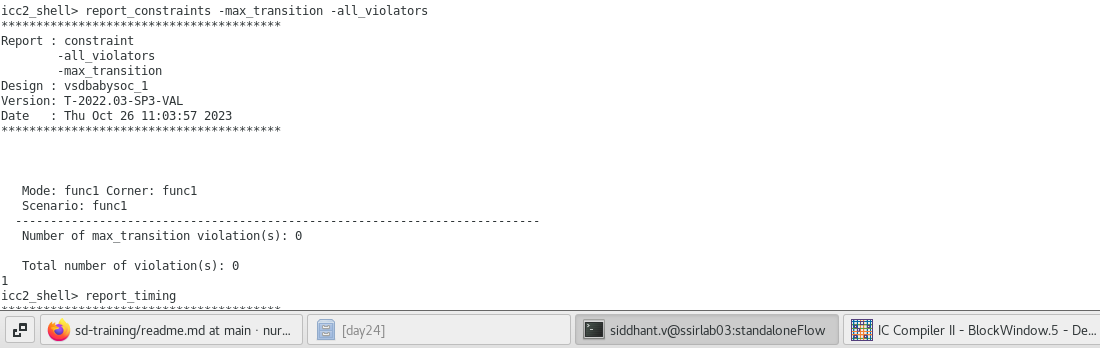 icc2_shell> report_constraints -max_transition -all_violators
****************************************
Report : constraint
        -all_violators
        -max_transition
Design : vsdbabysoc_1
Version: T-2022.03-SP3-VAL
Date   : Thu Oct 26 11:03:57 2023
****************************************
   Mode: func1 Corner: func1
   Scenario: func1
  ---------------------------------------------------------------------------
   Number of max_transition violation(s): 0
   Total number of violation(s): 0
1
icc2_shell> report_timing
****************************************
sd-training/readme.md at main · nur...
[day24]
siddhant.v@ssirlab03:standaloneFlow
IC Compiler II - BlockWindow.5 - De...